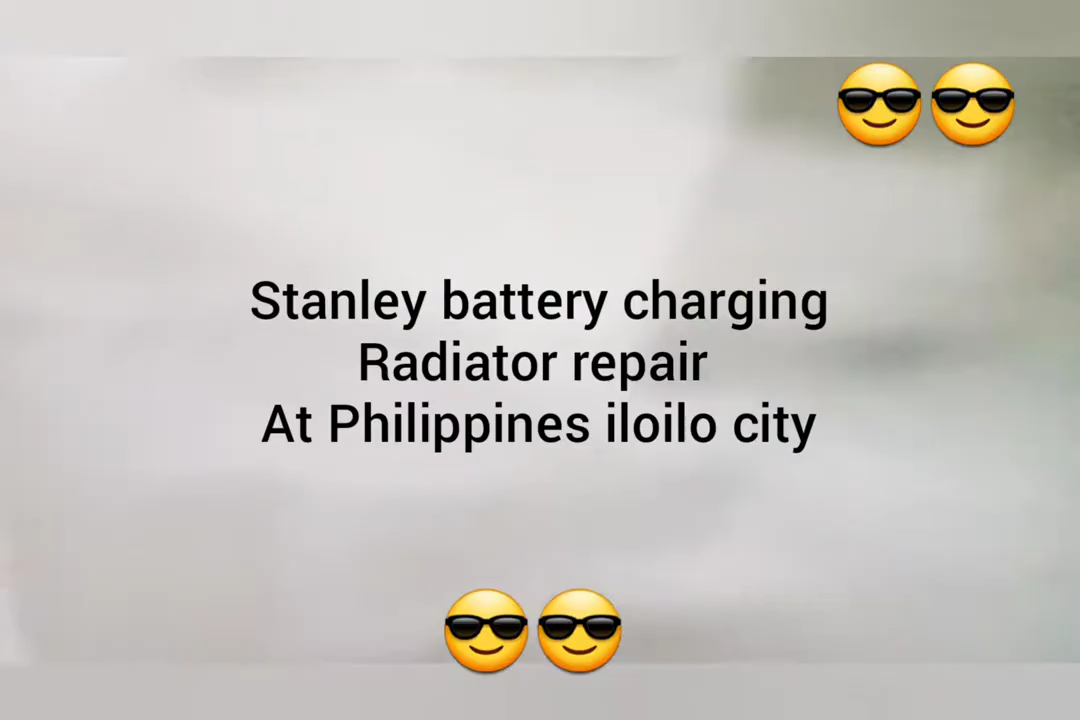 Stanley battery charging
Radiator repair
At Philippines iloilo city